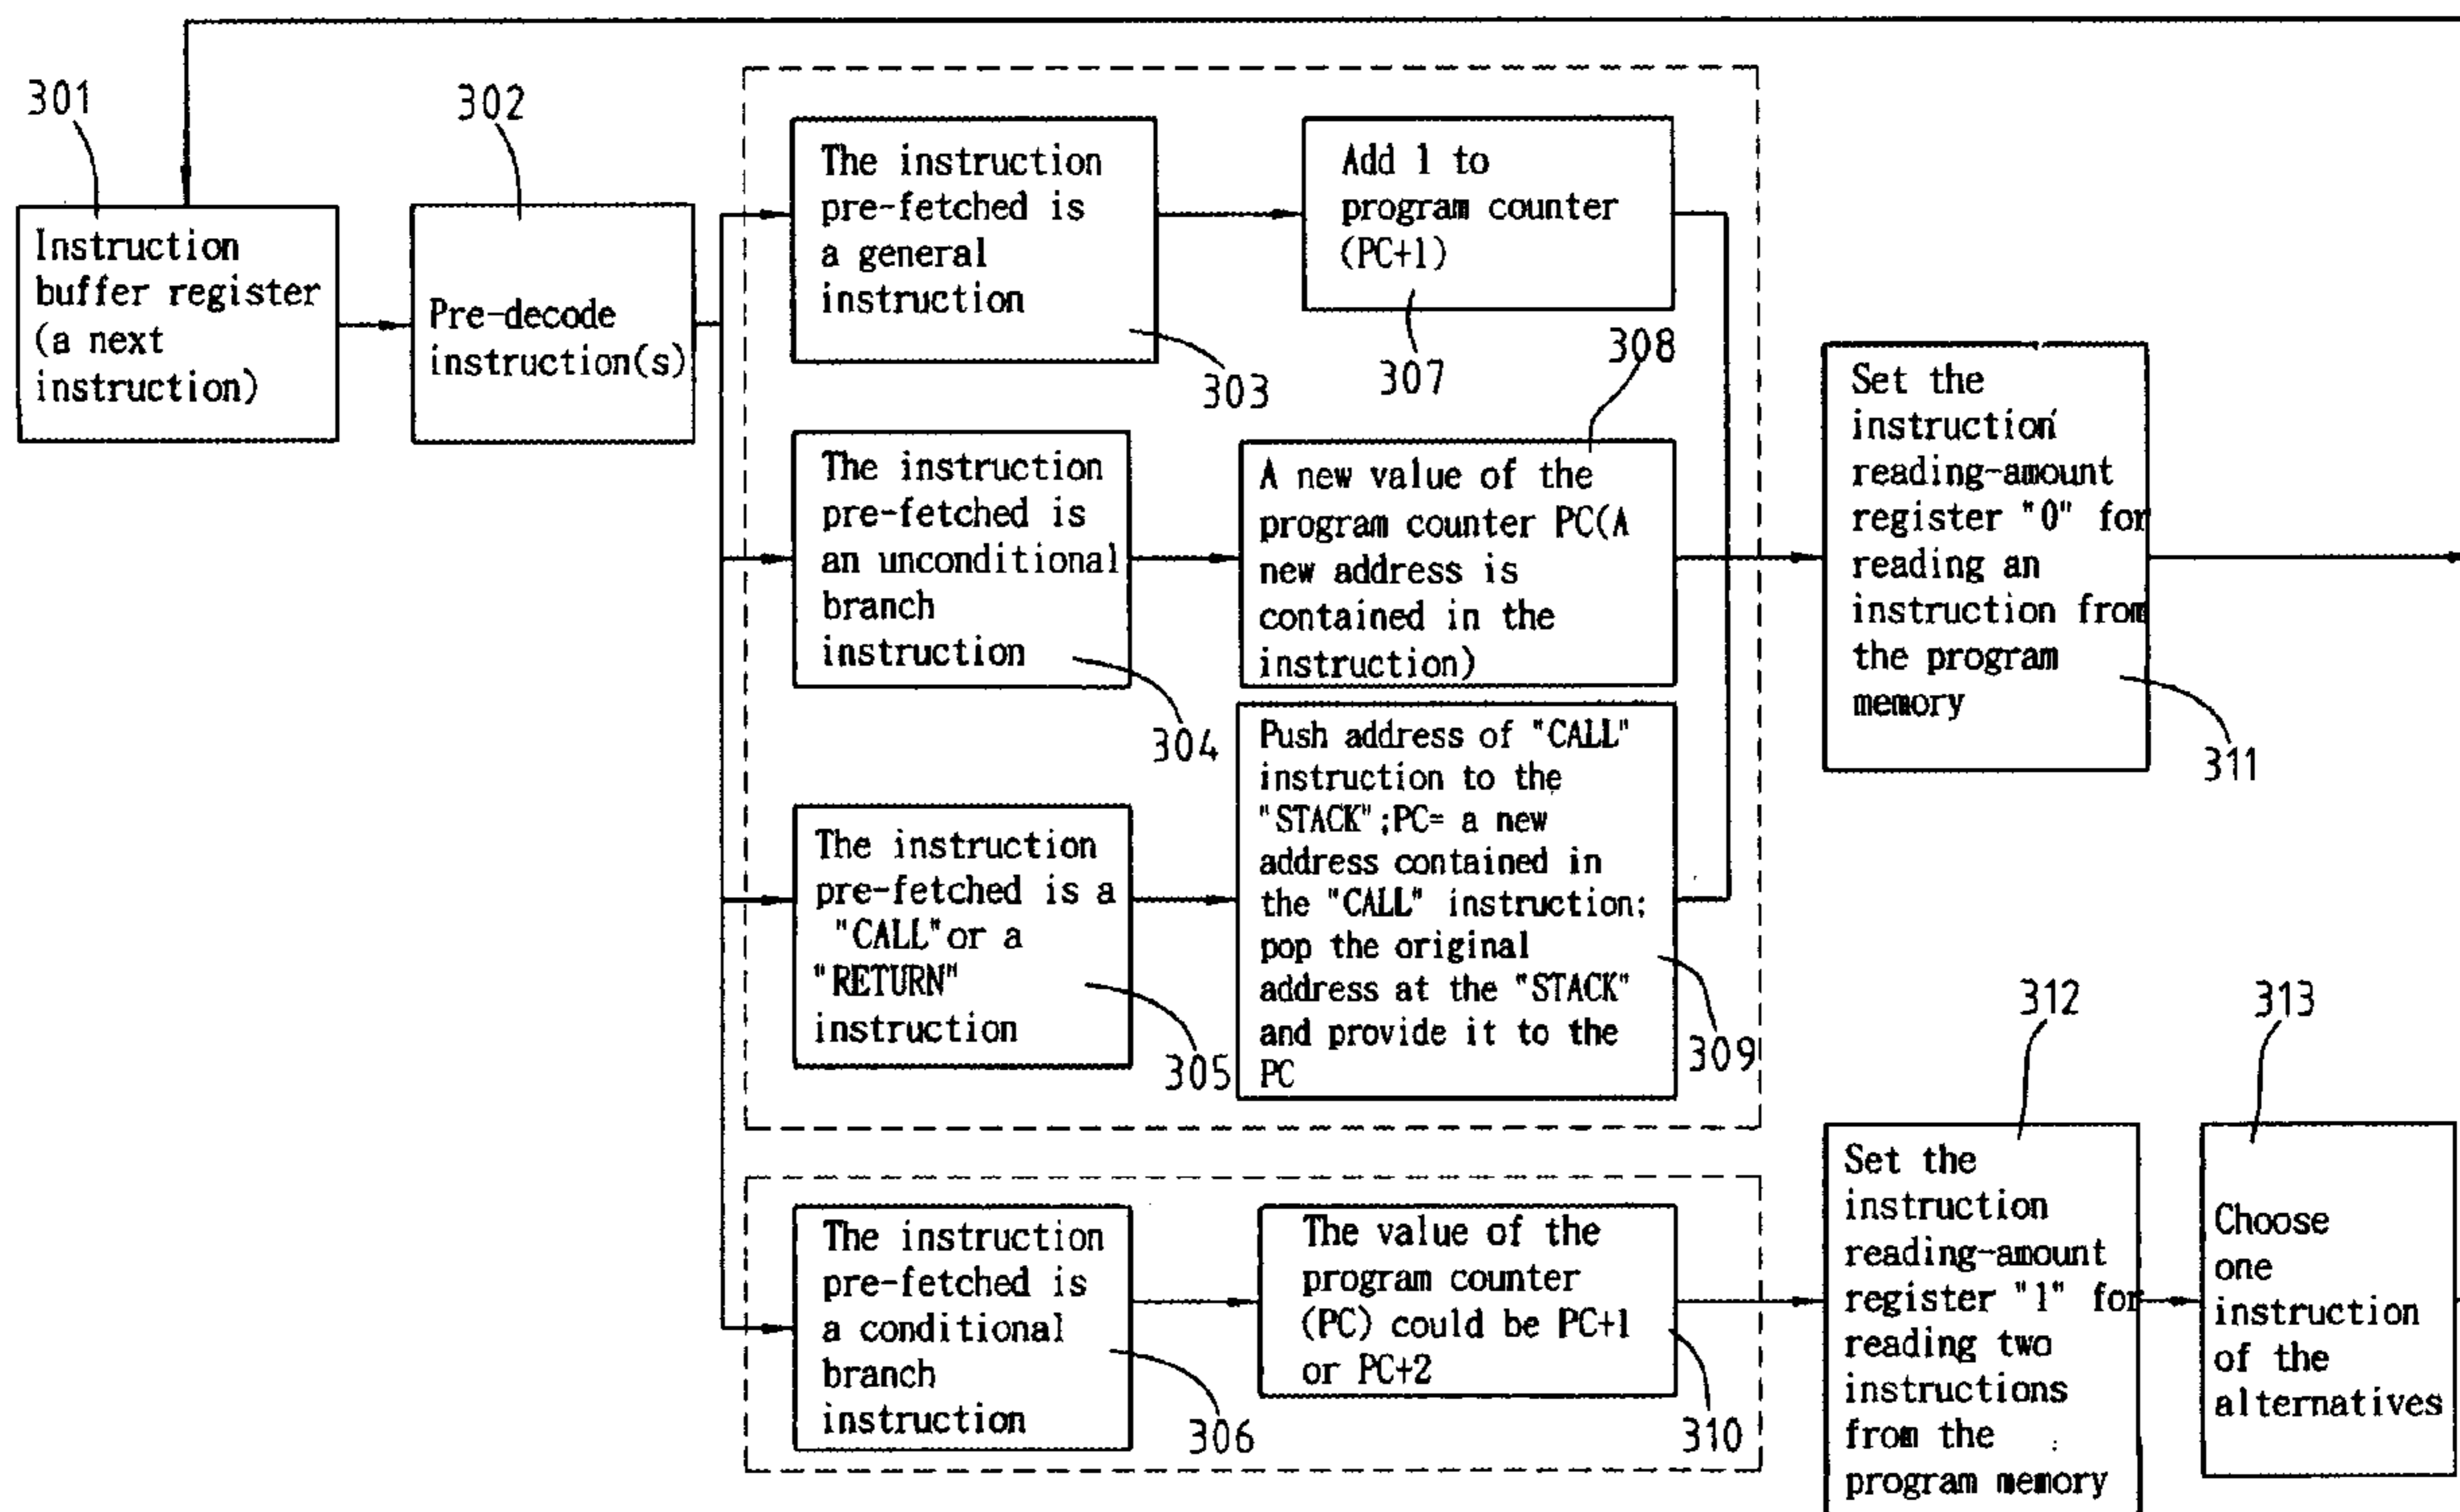 301
Instruction
buffer register
(a next
instruction)
302
Pre-decode
instruction(s)
The instruction
pre-fetched is
a general
instruction
303
Add 1 to
program counter
(PC+1)
307
The instruction
pre-fetched is
an unconditional
branch
instruction
304
308
A new value of the
program counter PC(A
new address is
contained in the
instruction)
The instruction
pre-fetched is a
"CALL"or a
"RETURN"
instruction
305
Push address of "CALL"
instruction to the
"STACK";PC= a new
address contained in
the "CALL" instruction;
pop the original
address at the "STACK"
and provide it to the
PC
309
The instruction
pre-fetched is
a conditional
branch
instruction
306
The value of the
program counter
(PC) could be PC+1
or PC+2
310
Set the
instruction
reading-amount
register "0" for
reading an
instruction from
the program
memory
311
312
Set the
instruction
reading-amount
register "1" for
reading two
instructions
from the
program memory
313
Choose
one
instruction
of the
alternatives